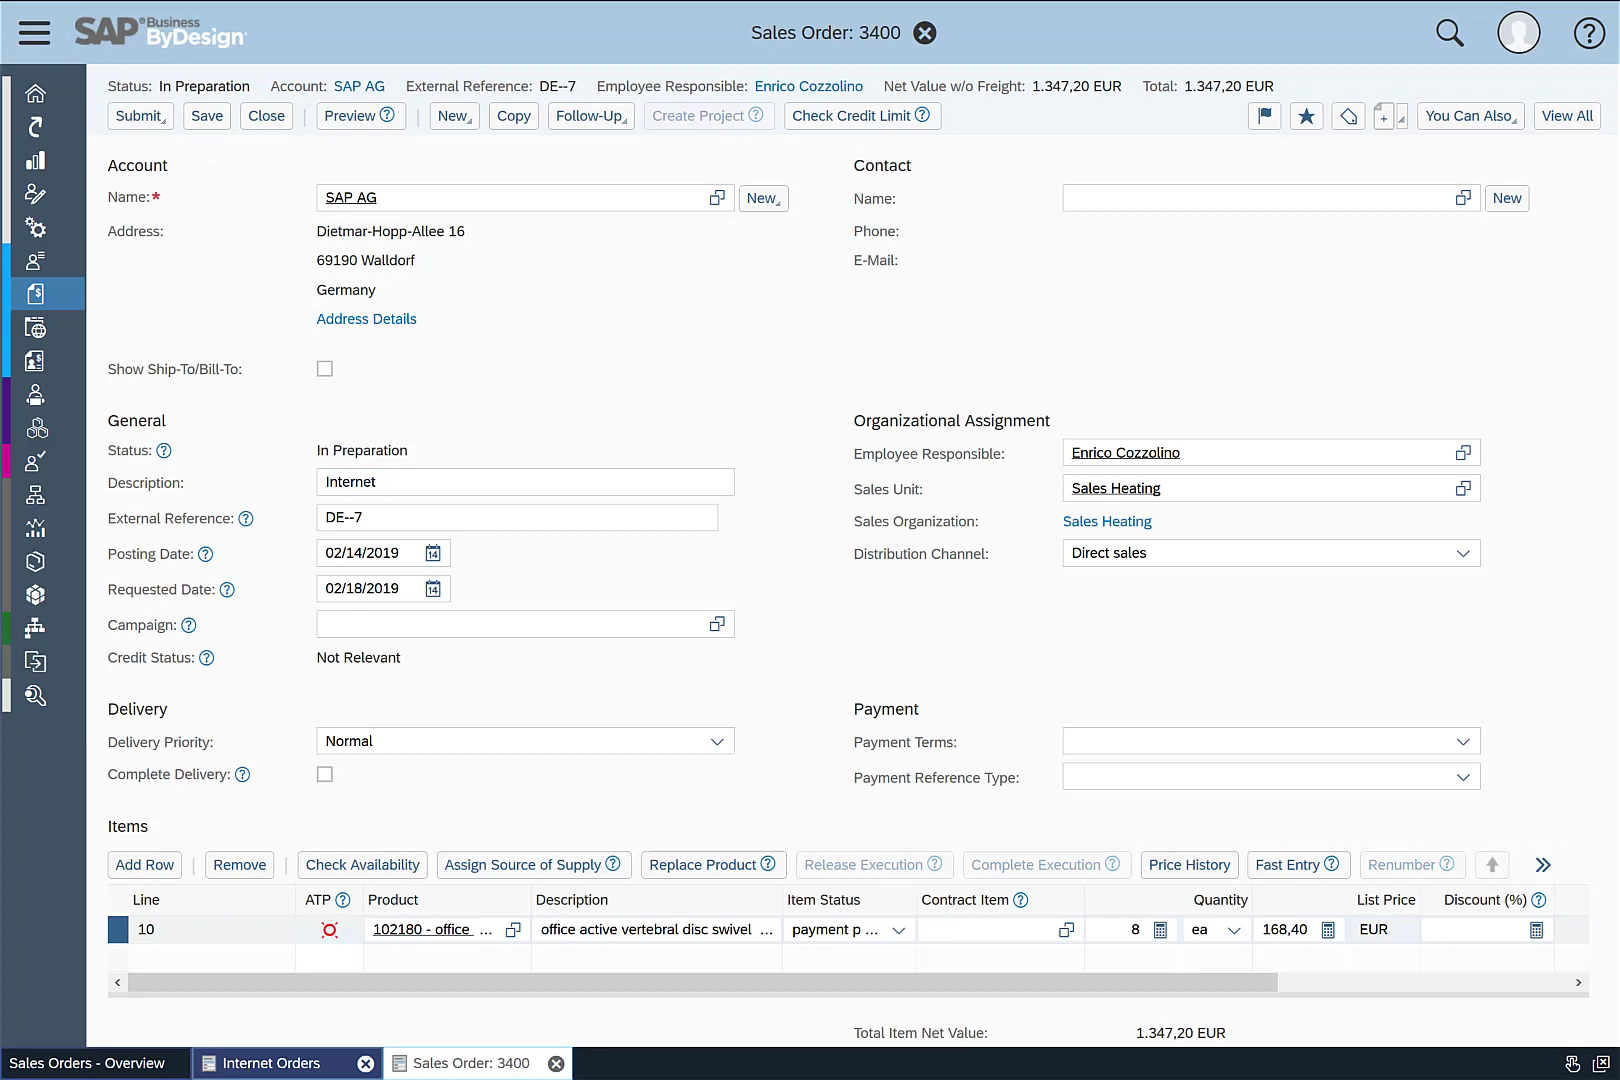 SAP Business ByDesign
Sales Order: 3400
Status: In Preparation Account: SAP AG External Reference: DE--7 Employee Responsible: Enrico Cozzolino Net Value w/o Freight: 1.347,20 EUR Total: 1.347,20 EUR
Submit Save Close Preview New Copy Follow-Up Create Project Check Credit Limit You Can Also View All
Account
Name:* SAP AG New
Address: Dietmar-Hopp-Allee 16
69190 Walldorf
Germany
Address Details
Show Ship-To/Bill-To:
Contact
Name: New
Phone:
E-Mail:
General
Status: In Preparation
Description: Internet
External Reference: DE--7
Posting Date: 02/14/2019 14
Requested Date: 02/18/2019 14
Campaign:
Credit Status: Not Relevant
Organizational Assignment
Employee Responsible: Enrico Cozzolino
Sales Unit: Sales Heating
Sales Organization: Sales Heating
Distribution Channel: Direct sales
Delivery
Delivery Priority: Normal
Complete Delivery:
Payment
Payment Terms:
Payment Reference Type:
Items
Add Row Remove Check Availability Assign Source of Supply Replace Product Release Execution Complete Execution Price History Fast Entry Renumber
Line ATP Product Description Item Status Contract Item Quantity List Price Discount (%)
10 102180 - office ... office active vertebral disc swivel ... payment p ... 8 ea 168,40 EUR
Total Item Net Value: 1.347,20 EUR
Sales Orders - Overview Internet Orders Sales Order: 3400